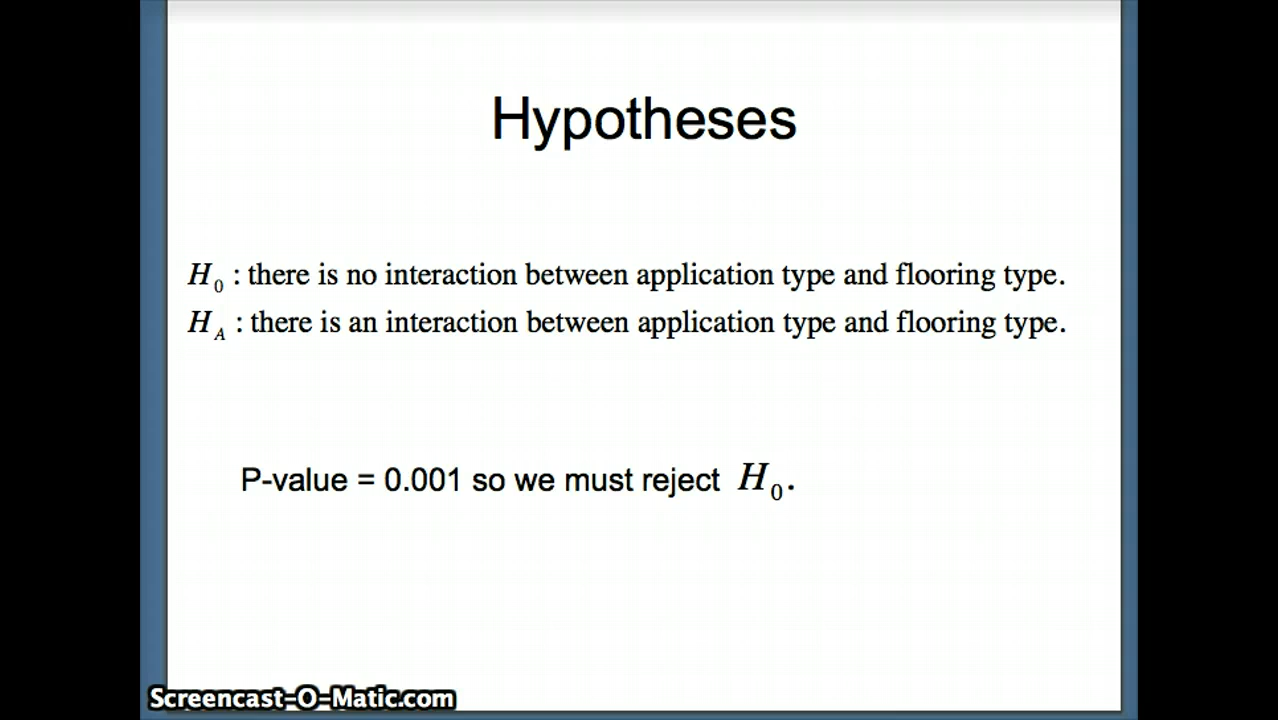 Hypotheses
H₀ : there is no interaction between application type and flooring type.
H_A : there is an interaction between application type and flooring type.
P-value = 0.001 so we must reject H₀.
Screencast-O-Matic.com